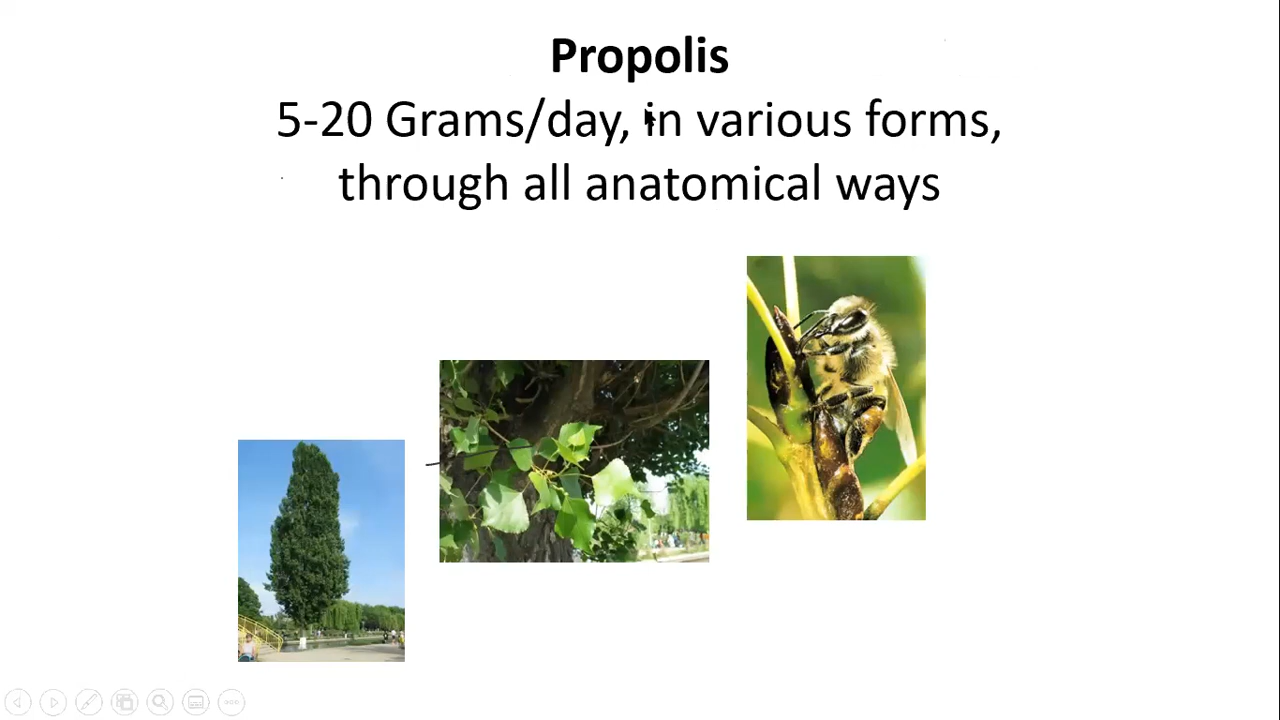 Propolis
5-20 Grams/day, in various forms,
through all anatomical ways